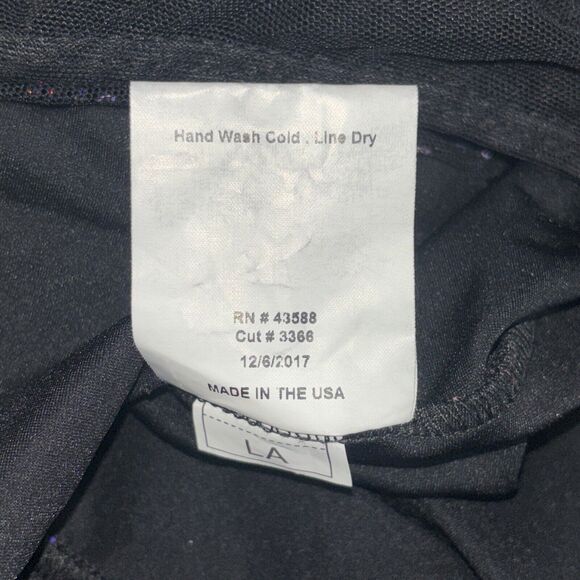 Hand Wash Cold . Line Dry
RN # 43588
Cut # 3366
12/6/2017
MADE IN THE USA
LA